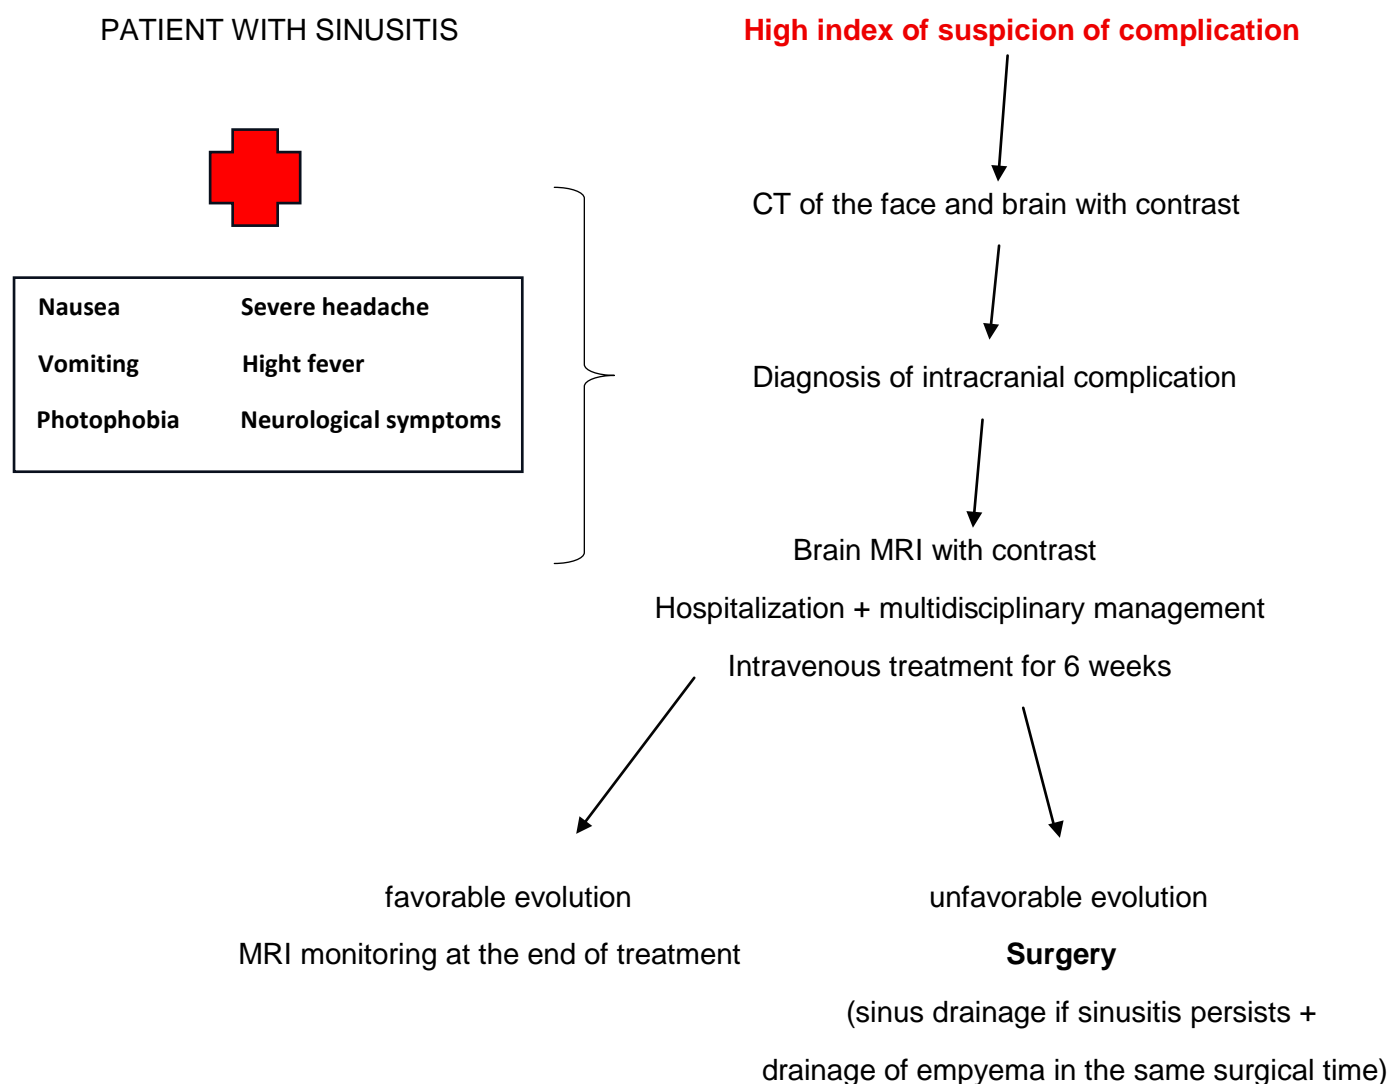 PATIENT WITH SINUSITIS
Nausea Severe headache
Vomiting Hight fever
Photophobia Neurological symptoms
High index of suspicion of complication
CT of the face and brain with contrast
Diagnosis of intracranial complication
Brain MRI with contrast
Hospitalization + multidisciplinary management
Intravenous treatment for 6 weeks
favorable evolution
MRI monitoring at the end of treatment
unfavorable evolution
Surgery
(sinus drainage if sinusitis persists +
drainage of empyema in the same surgical time)